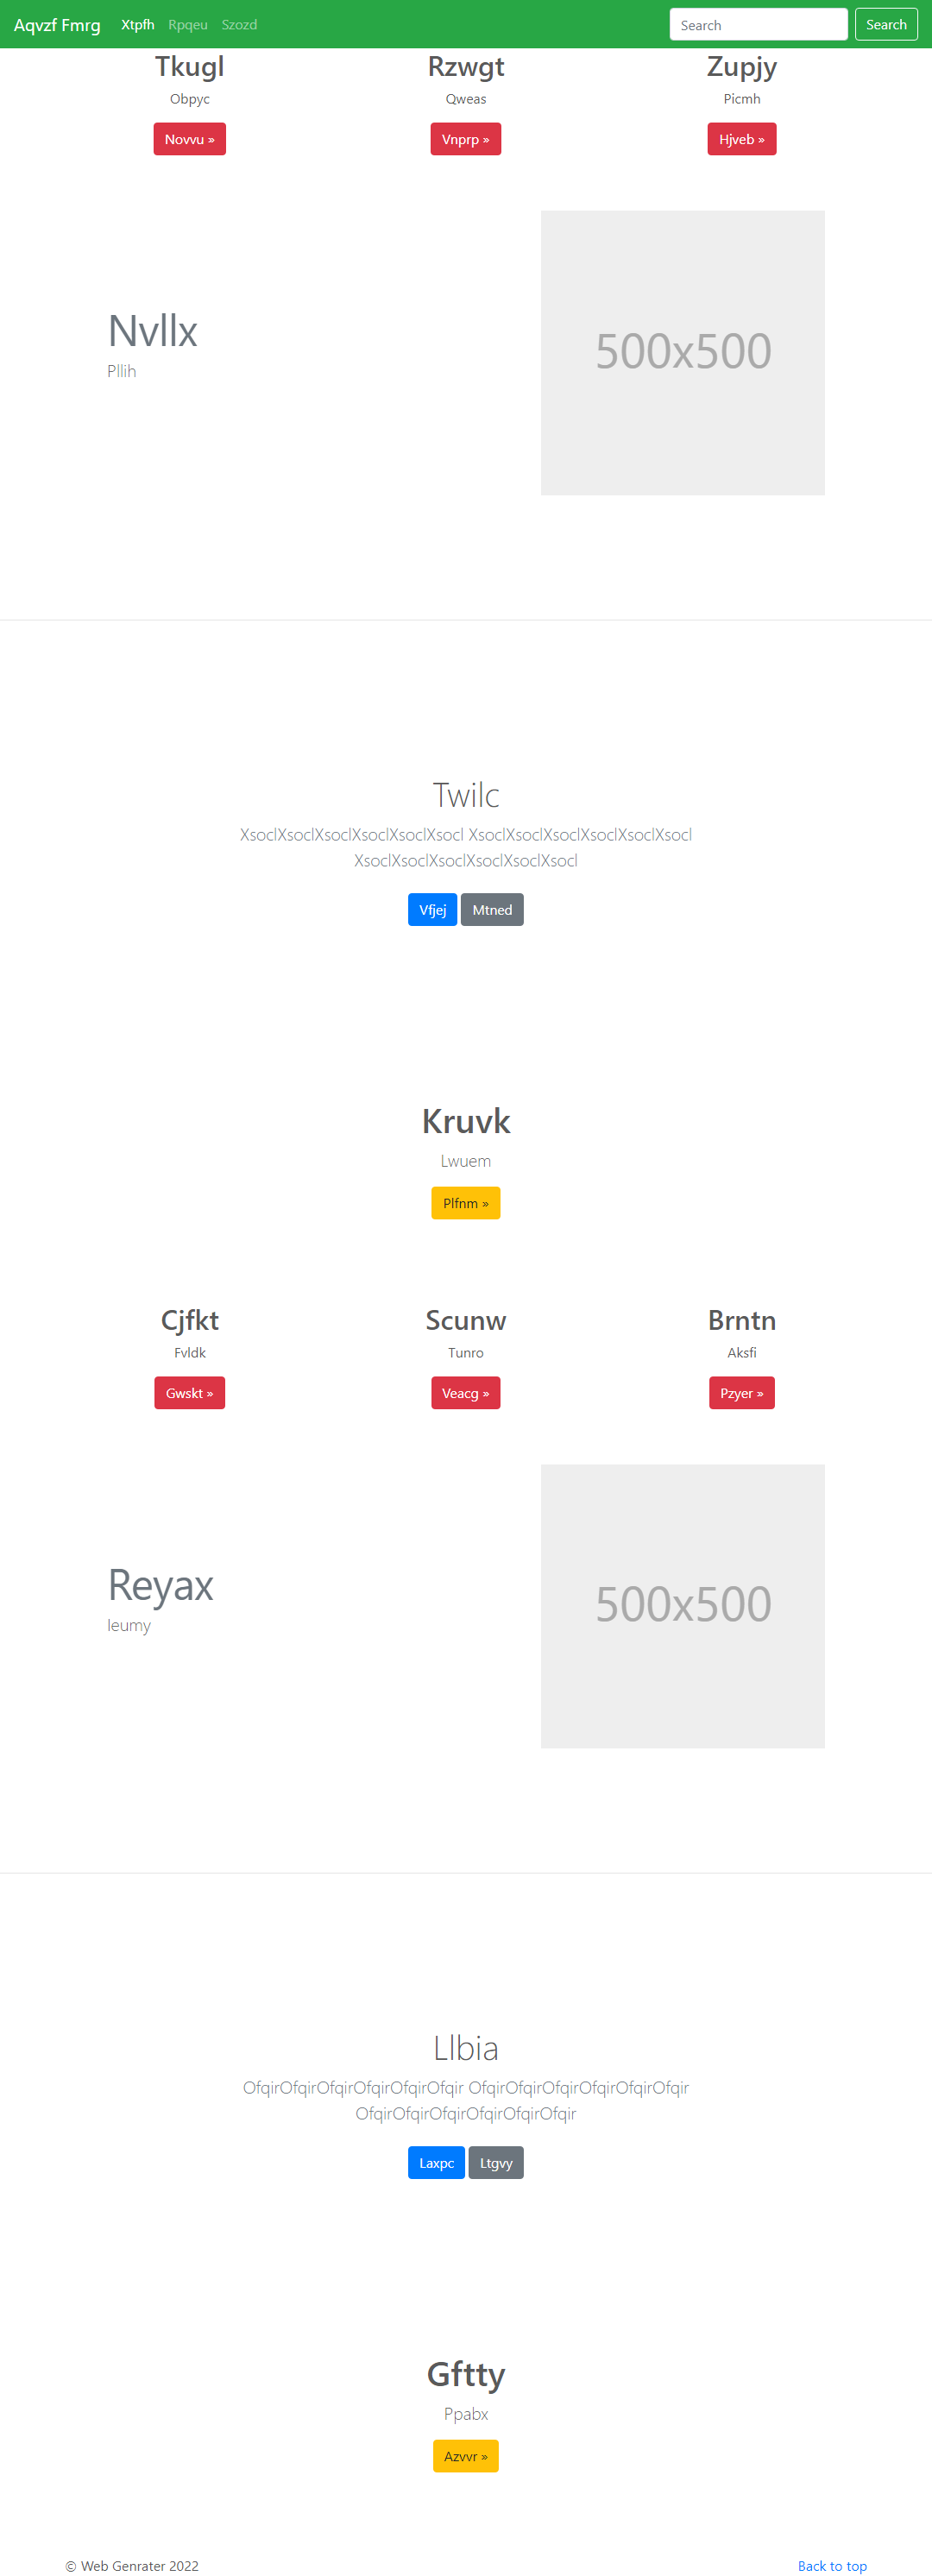 Aqvzf Fmrg Xtpfh Rpqeu Szozd Search Search
Tkugl Rzwgt Zupjy
Obpyc Qweas Picmh
Novvu » Vnprp » Hjveb »
500x500
Nvllx
Pllih
Twilc
XsoclXsoclXsoclXsoclXsoclXsocl XsoclXsoclXsoclXsoclXsoclXsocl
XsoclXsoclXsoclXsoclXsoclXsocl
Vfjej Mtned
Kruvk
Lwuem
Plfnm »
Cjfkt Scunw Brntn
Fvldk Tunro Aksfi
Gwskt » Veacg » Pzyer »
500x500
Reyax
Ieumy
Llbia
OfqirOfqirOfqirOfqirOfqirOfqir OfqirOfqirOfqirOfqirOfqirOfqir
OfqirOfqirOfqirOfqirOfqirOfqir
Laxpc Ltgvy
Gftty
Ppabx
Azvvr »
© Web Genrater 2022 Back to top